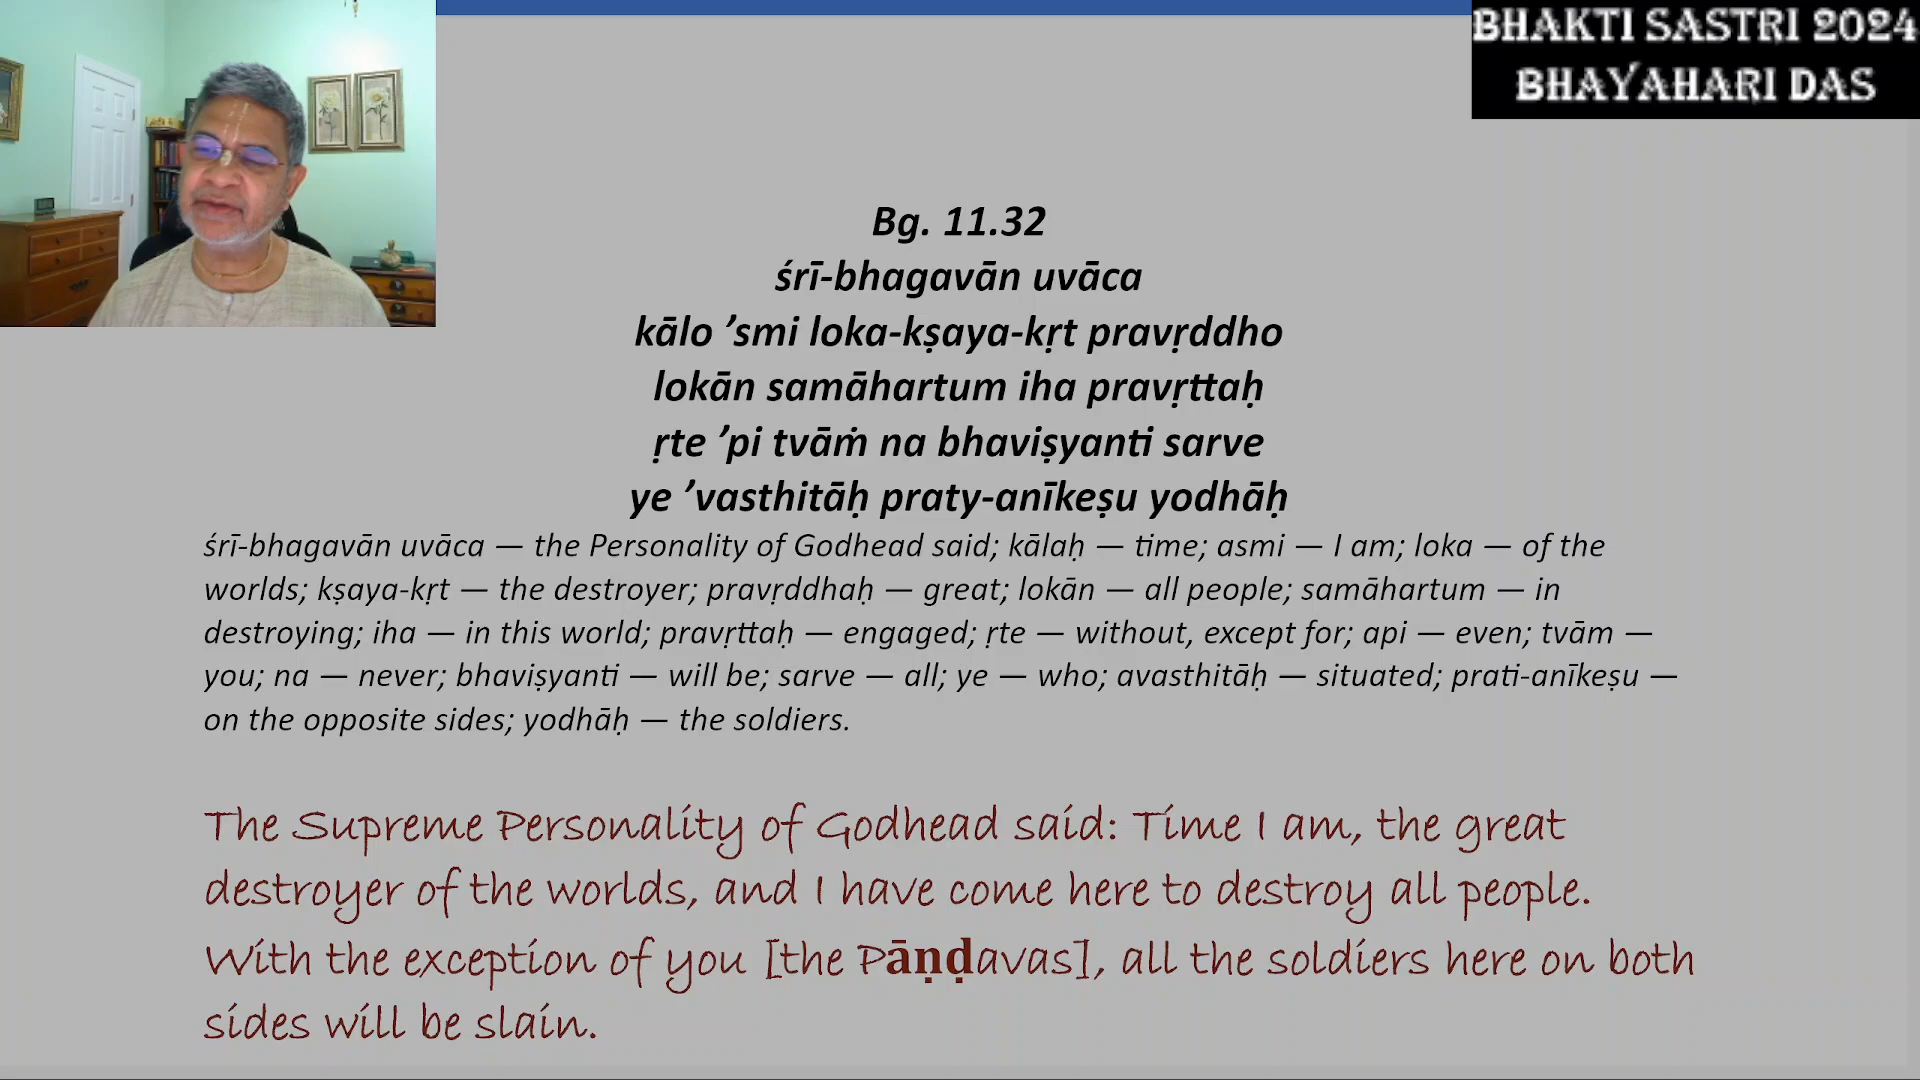 BHAKTI SASTRI 2024
BHAYAHARI DAS
Bg. 11.32
śrī-bhagavān uvāca
kālo ’smi loka-kṣaya-kṛt pravṛddho
lokān samāhartum iha pravṛttaḥ
ṛte ’pi tvāṁ na bhaviṣyanti sarve
ye ’vasthitāḥ praty-anīkeṣu yodhāḥ
śrī-bhagavān uvāca — the Personality of Godhead said; kālaḥ — time; asmi — I am; loka — of the
worlds; kṣaya-kṛt — the destroyer; pravṛddhaḥ — great; lokān — all people; samāhartum — in
destroying; iha — in this world; pravṛttaḥ — engaged; ṛte — without, except for; api — even; tvām —
you; na — never; bhaviṣyanti — will be; sarve — all; ye — who; avasthitāḥ — situated; prati-anīkeṣu —
on the opposite sides; yodhāḥ — the soldiers.
The Supreme Personality of Godhead said: Time I am, the great
destroyer of the worlds, and I have come here to destroy all people.
With the exception of you [the Pāṇḍavas], all the soldiers here on both
sides will be slain.